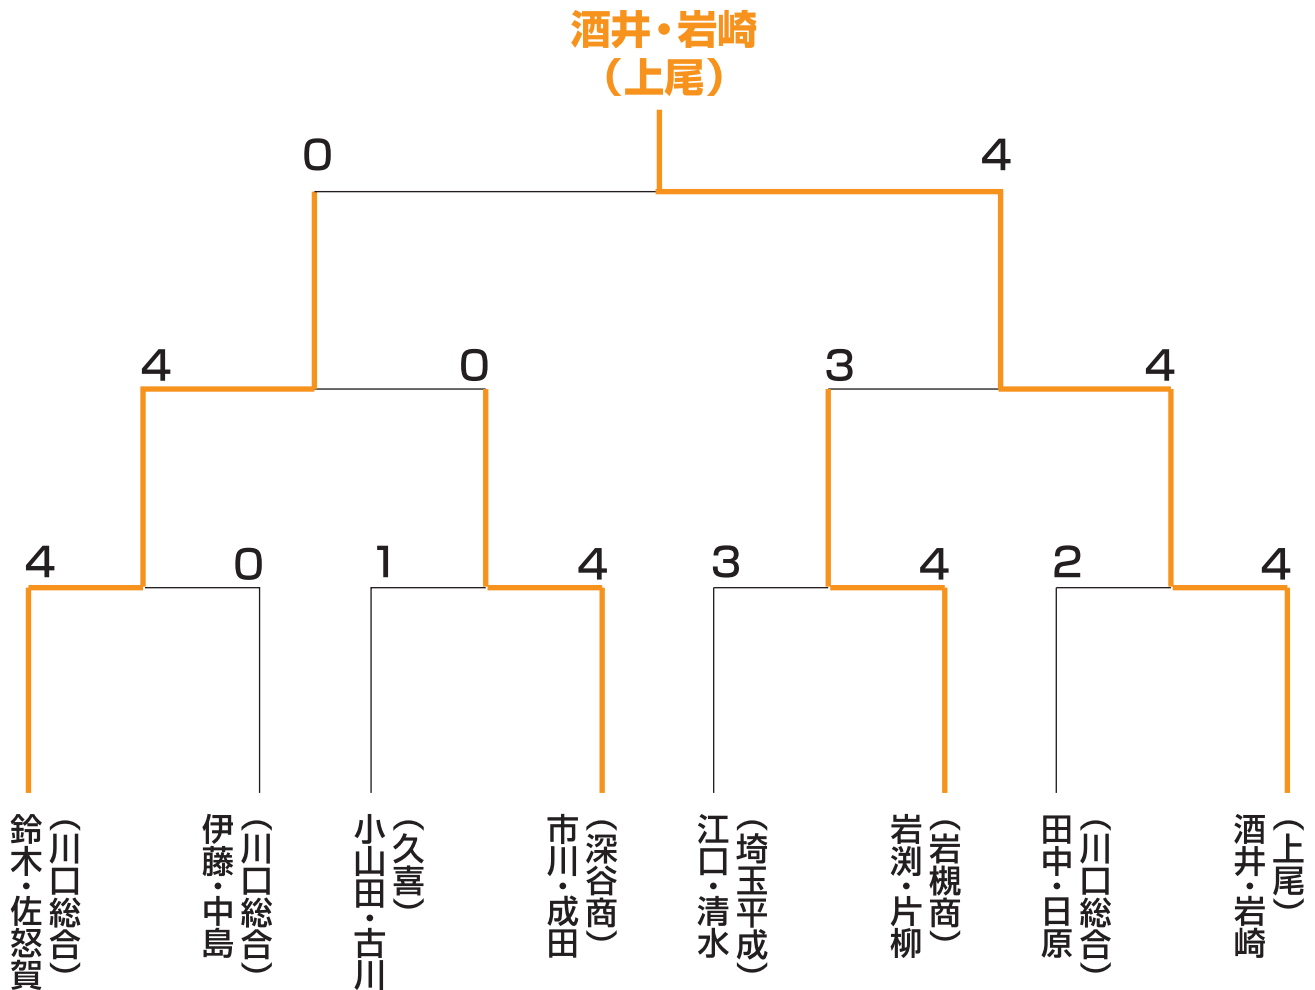 酒井・岩崎
（上尾）
0
4
4
0
3
4
4
0
1
4
3
4
2
4
鈴木・佐怒賀
（川口総合）
伊藤・中島
（川口総合）
小山田・古川
（久喜）
市川・成田
（深谷商）
江口・清水
（埼玉平成）
岩渕・片柳
（岩槻商）
田中・日原
（川口総合）
酒井・岩崎
（上尾）